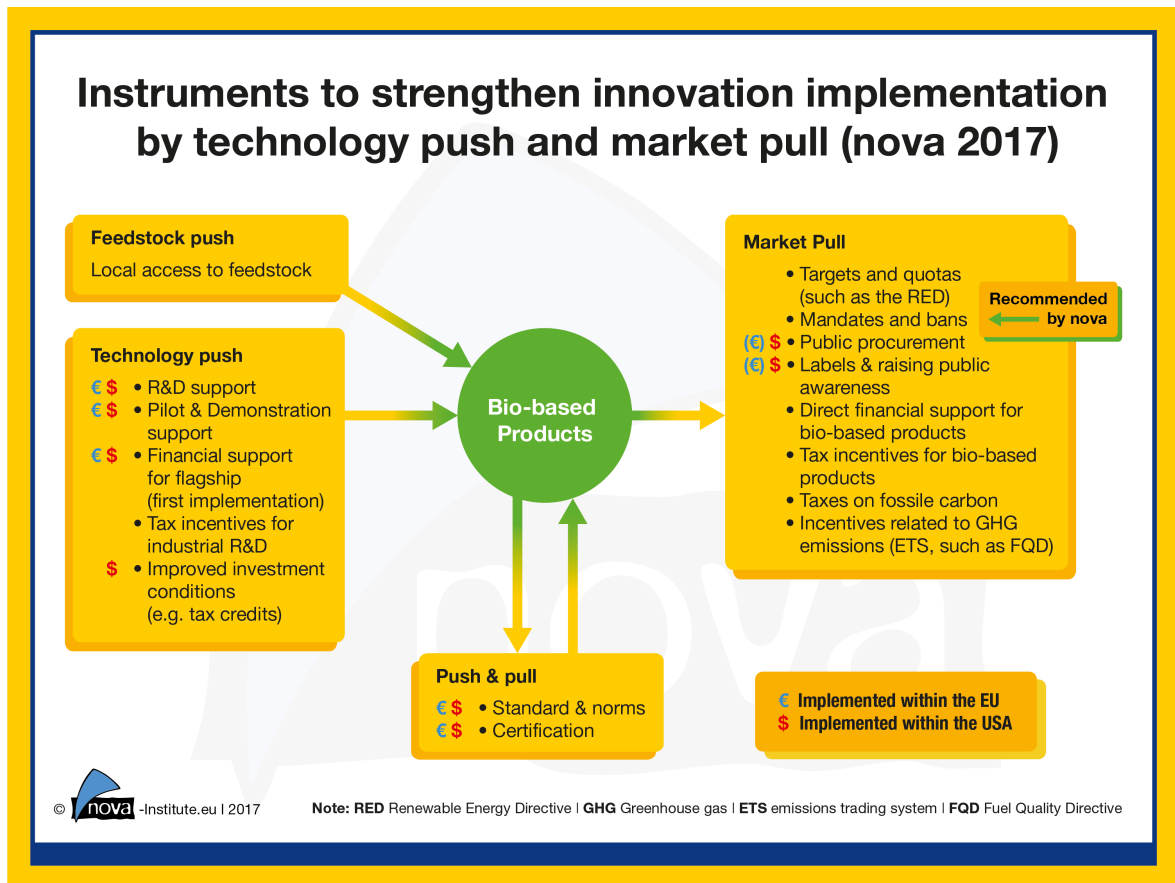 Instruments to strengthen innovation implementation
by technology push and market pull (nova 2017)
Feedstock push
Local access to feedstock
Technology push
€ $ • R&D support
€ $ • Pilot & Demonstration
support
€ $ • Financial support
for flagship
(first implementation)
• Tax incentives for
industrial R&D
$ • Improved investment
conditions
(e.g. tax credits)
Bio-based
Products
Market Pull
• Targets and quotas
(such as the RED)
• Mandates and bans
(€) $ • Public procurement
(€) $ • Labels & raising public
awareness
• Direct financial support for
bio-based products
• Tax incentives for bio-based
products
• Taxes on fossile carbon
• Incentives related to GHG
emissions (ETS, such as FQD)
Recommended
by nova
Push & pull
€ $ • Standard & norms
€ $ • Certification
€ Implemented within the EU
$ Implemented within the USA
© nova-Institute.eu | 2017
Note: RED Renewable Energy Directive | GHG Greenhouse gas | ETS emissions trading system | FQD Fuel Quality Directive
nova